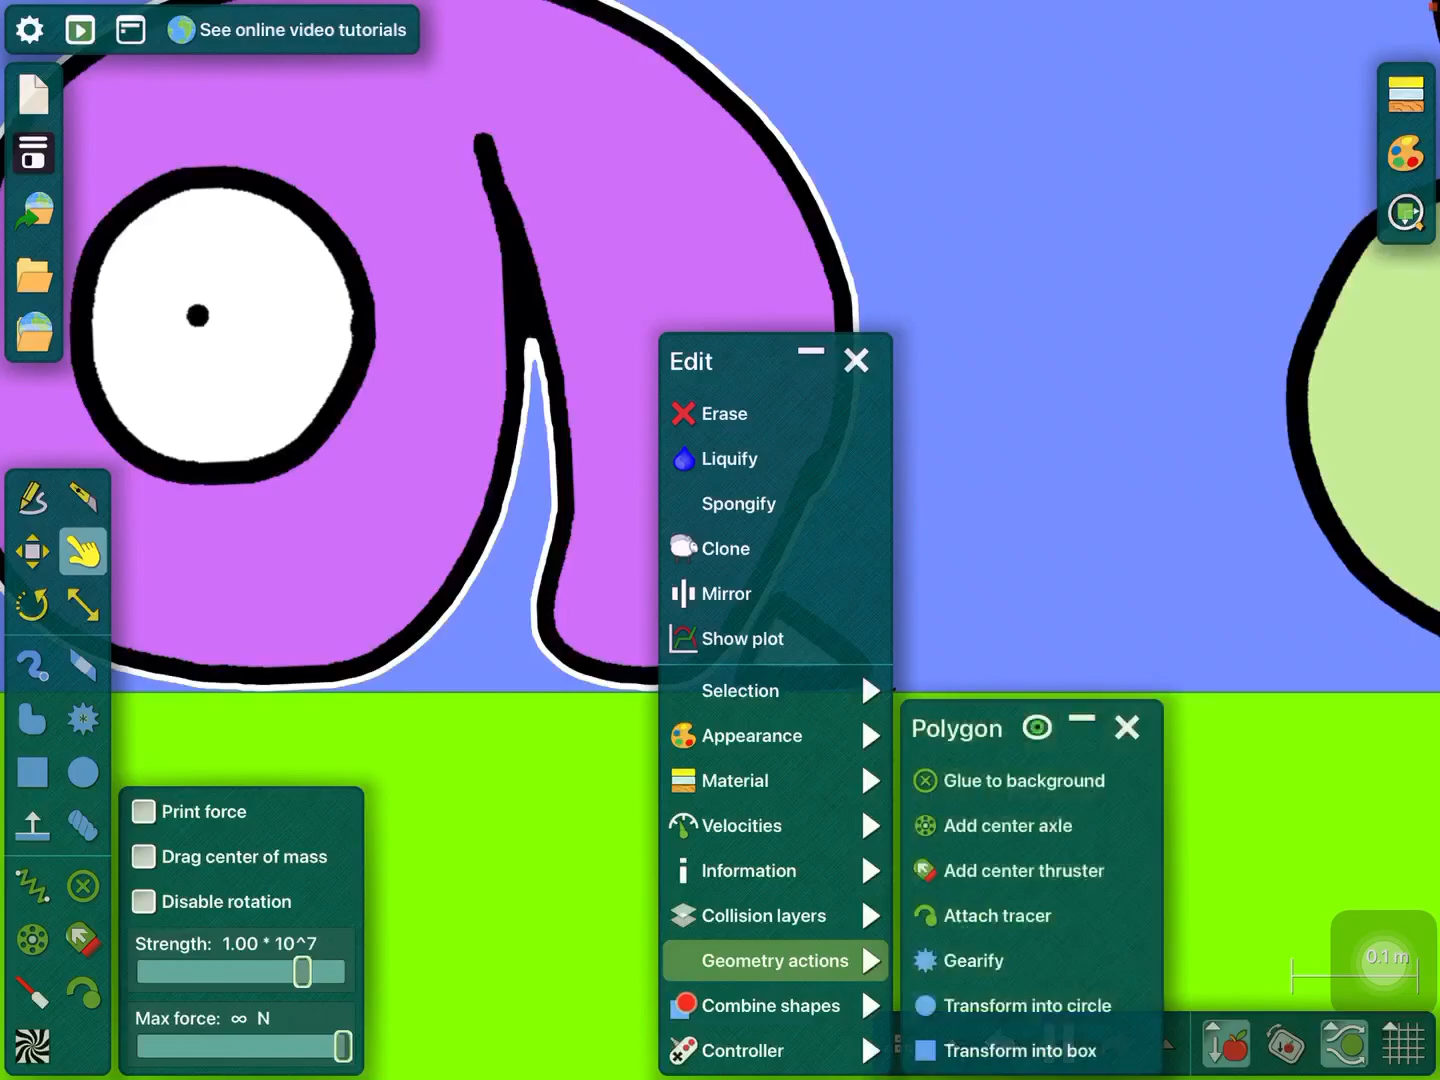 See online video tutorials
Edit
Erase
Liquify
Spongify
Clone
Mirror
Show plot
Selection
Appearance
Material
Velocities
Information
Collision layers
Geometry actions
Combine shapes
Controller
Polygon
Glue to background
Add center axle
Add center thruster
Attach tracer
Gearify
Transform into circle
Transform into box
Print force
Drag center of mass
Disable rotation
Strength: 1.00 * 10^7
Max force: ∞ N
0.1 m